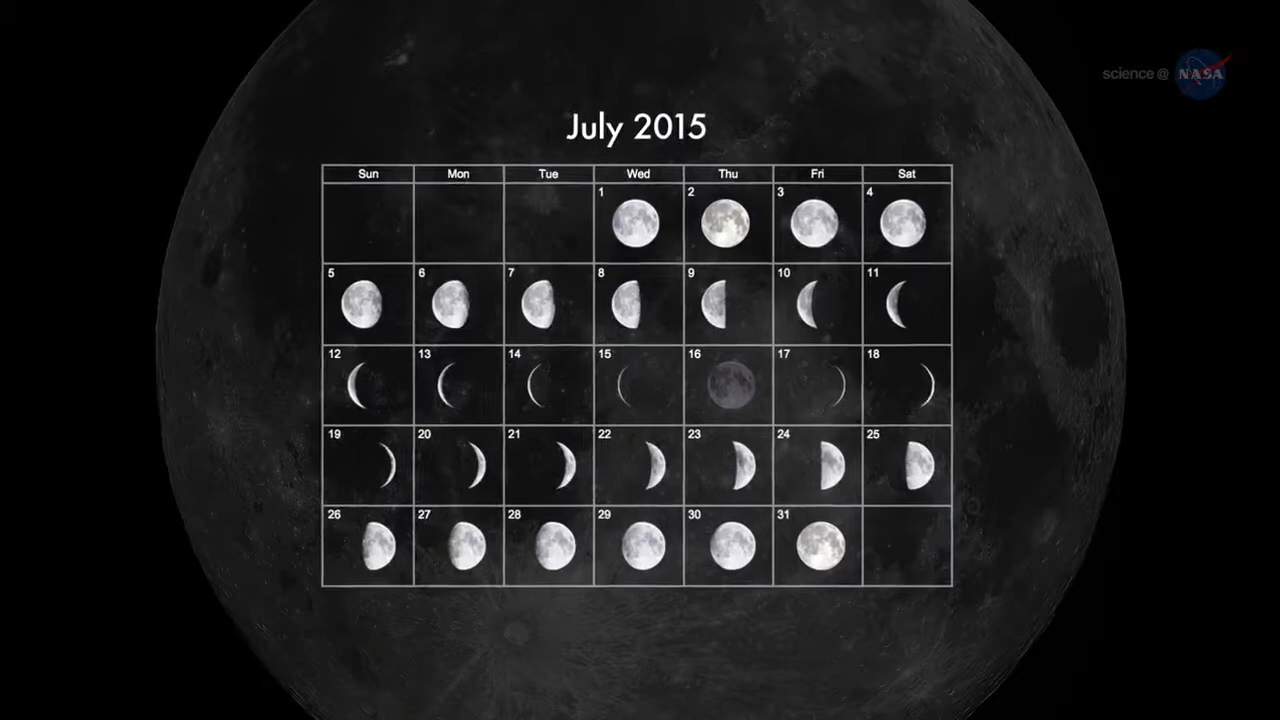 science@ NASA
July 2015
Sun Mon Tue Wed Thu Fri Sat
1 2 3 4
5 6 7 8 9 10 11
12 13 14 15 16 17 18
19 20 21 22 23 24 25
26 27 28 29 30 31